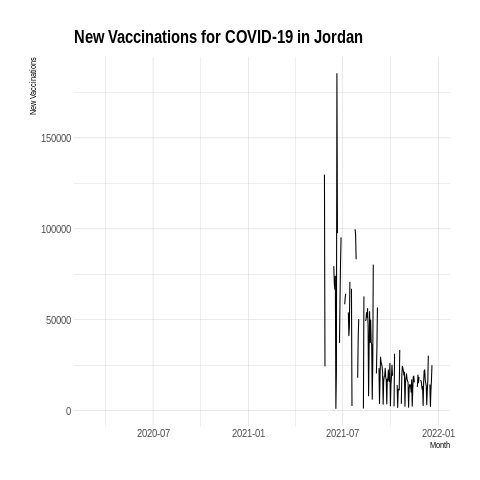 New Vaccinations for COVID-19 in Jordan
New Vaccinations
150000
100000
50000
0
2020-07 2021-01 2021-07 2022-01
Month